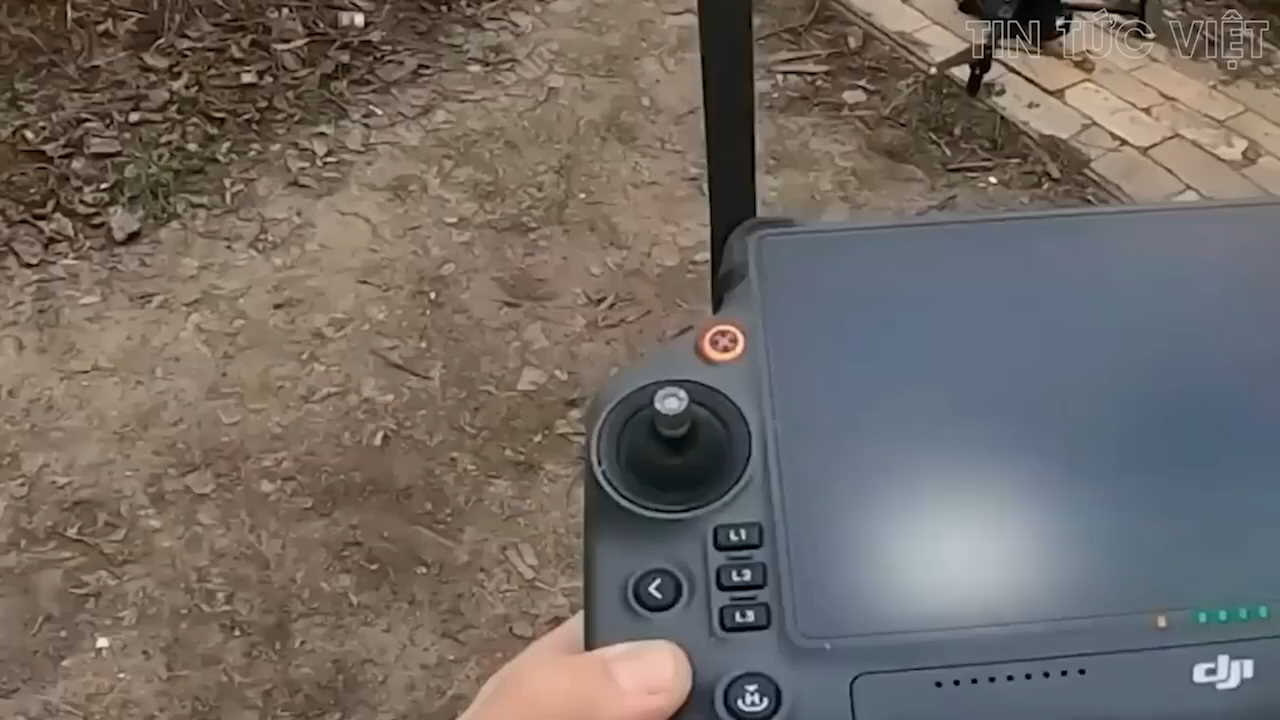 TIN TỨC VIỆT
L1
L2
L3
H
dji